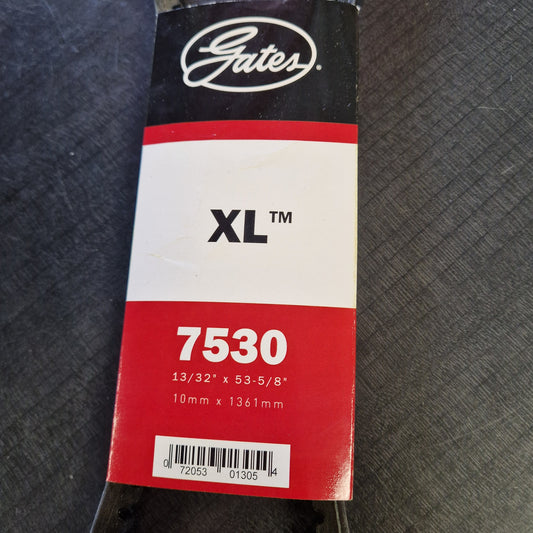 Gates®
XL™
7530
13/32" x 53-5/8"
10mm x 1361mm
0 72053 01305 4